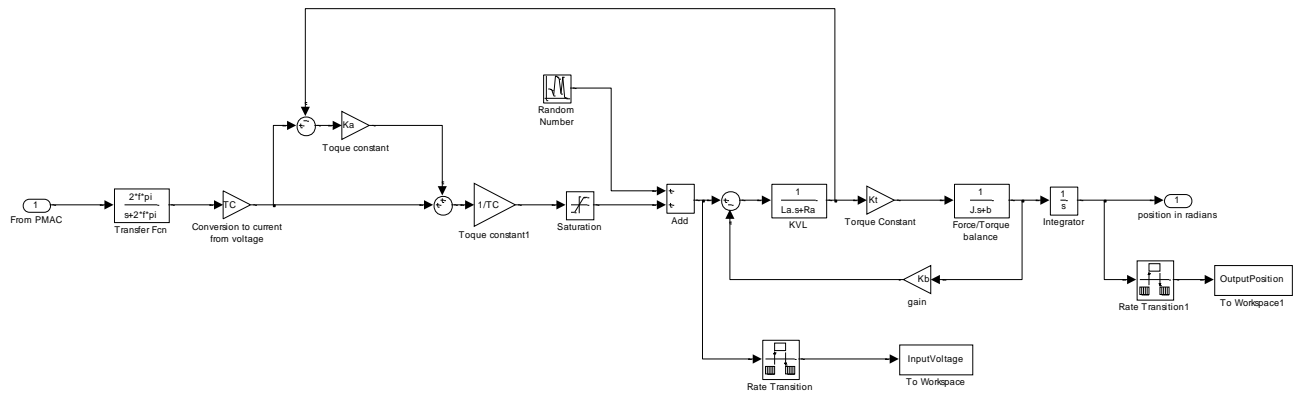 1
From PMAC
2*f*pi
s+2*f*pi
Transfer Fcn
TC
Conversion to current
from voltage
Ka
Toque constant
1/TC
Toque constant1
Saturation
Random
Number
Add
1
La.s+Ra
KVL
Kt
Torque Constant
1
J.s+b
Force/Torque
balance
1
s
Integrator
1
position in radians
Kb
gain
Rate Transition1
OutputPosition
To Workspace1
Rate Transition
InputVoltage
To Workspace